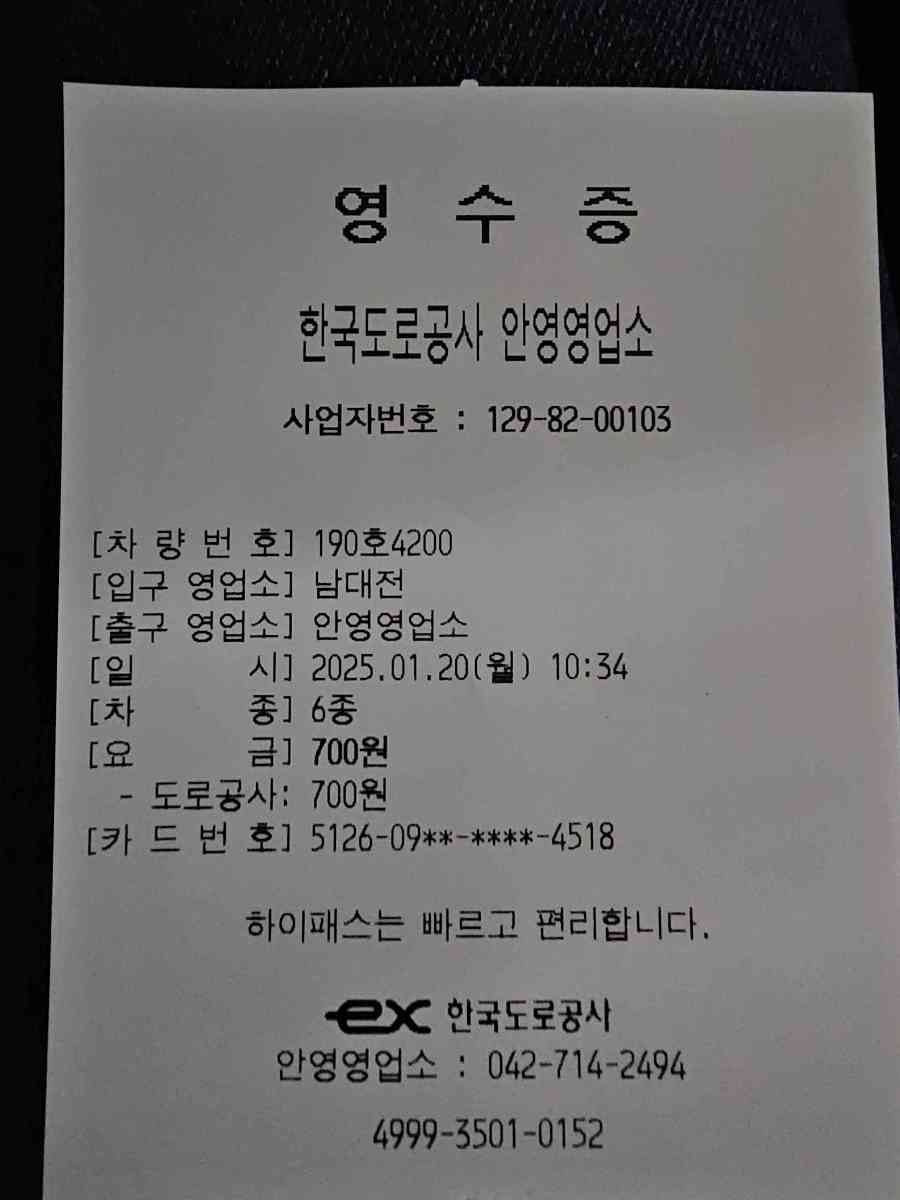 영 수 증
한국도로공사 안영영업소
사업자번호 : 129-82-00103
[차 량 번 호] 190호4200
[입구 영업소] 남대전
[출구 영업소] 안영영업소
[일 시] 2025.01.20(월) 10:34
[차 종] 6종
[요 금] 700원
- 도로공사: 700원
[카 드 번 호] 5126-09**-****-4518
하이패스는 빠르고 편리합니다.
ex 한국도로공사
안영영업소 : 042-714-2494
4999-3501-0152